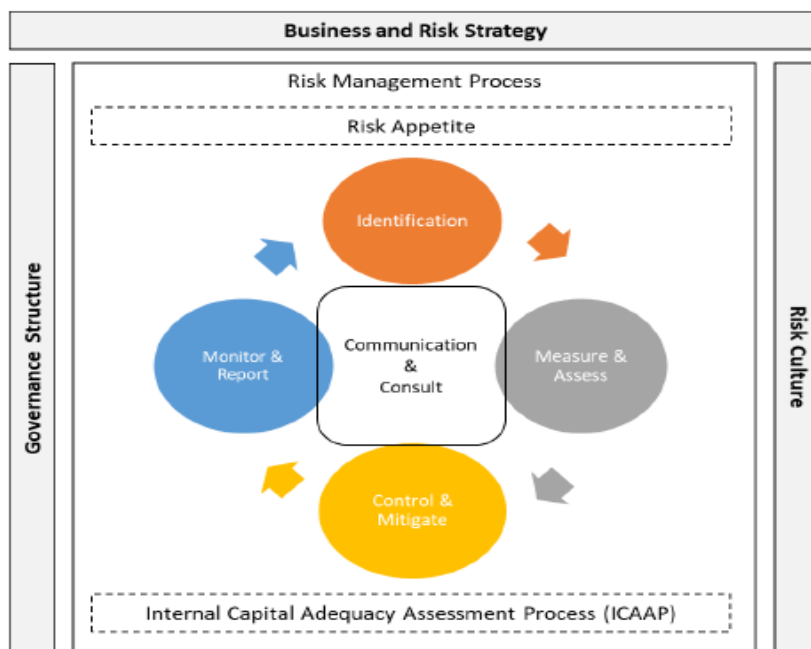 Business and Risk Strategy
Risk Management Process
Risk Appetite
Identification
Governance Structure
Monitor &
Report
Communication
&
Consult
Measure &
Assess
Risk Culture
Control &
Mitigate
Internal Capital Adequacy Assessment Process (ICAAP)